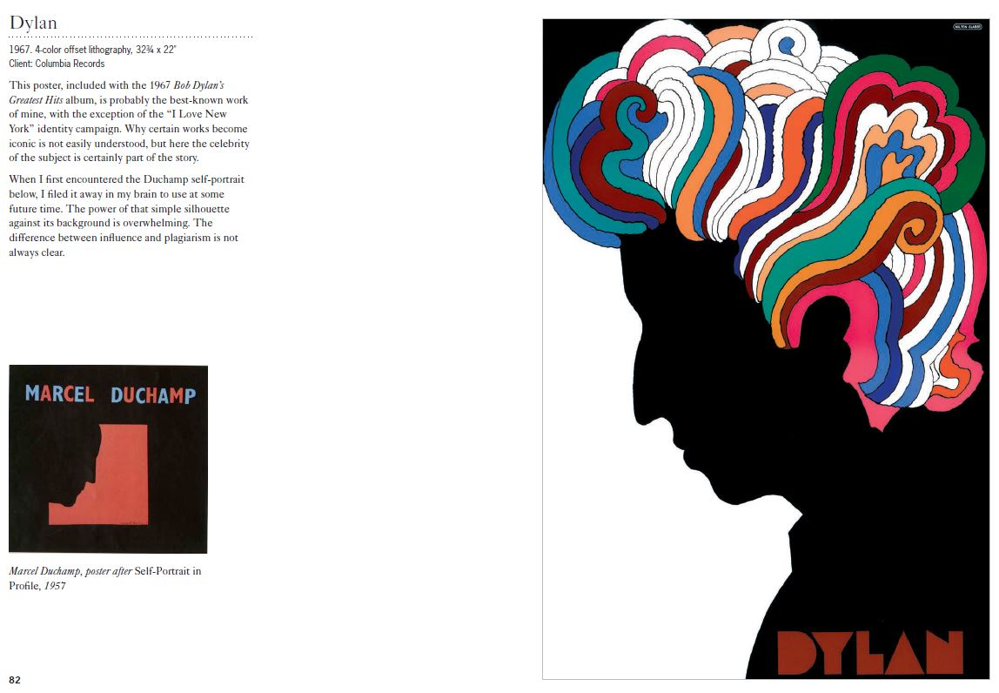 Dylan
1967. 4-color offset lithography, 32¾ x 22"
Client: Columbia Records
This poster, included with the 1967 Bob Dylan’s
Greatest Hits album, is probably the best-known work
of mine, with the exception of the “I Love New
York” identity campaign. Why certain works become
iconic is not easily understood, but here the celebrity
of the subject is certainly part of the story.
When I first encountered the Duchamp self-portrait
below, I filed it away in my brain to use at some
future time. The power of that simple silhouette
against its background is overwhelming. The
difference between influence and plagiarism is not
always clear.
MARCEL DUCHAMP
Marcel Duchamp, poster after Self-Portrait in
Profile, 1957
82
MILTON GLASER
DYLAN